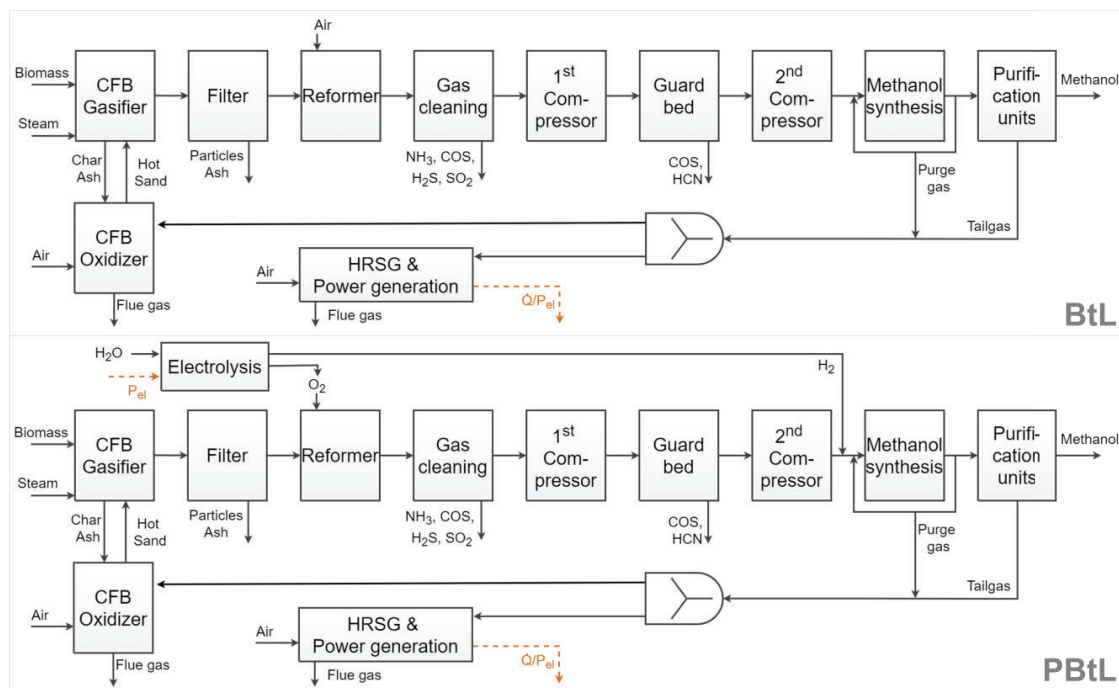 Air
Biomass
CFB
Gasifier
Filter
Reformer
Gas
cleaning
1st
Com-
pressor
Guard
bed
2nd
Com-
pressor
Methanol
synthesis
Purifi-
cation
units
Methanol
Steam
Char
Ash
Hot
Sand
Particles
Ash
NH3, COS,
H2S, SO2
COS,
HCN
Purge
gas
Tailgas
CFB
Oxidizer
Air
Flue gas
Air
HRSG &
Power generation
Q̇/Pel
Flue gas
BtL
H2O
Pel
Electrolysis
O2
H2
Biomass
CFB
Gasifier
Filter
Reformer
Gas
cleaning
1st
Com-
pressor
Guard
bed
2nd
Com-
pressor
Methanol
synthesis
Purifi-
cation
units
Methanol
Steam
Char
Ash
Hot
Sand
Particles
Ash
NH3, COS,
H2S, SO2
COS,
HCN
Purge
gas
Tailgas
CFB
Oxidizer
Air
Flue gas
Air
HRSG &
Power generation
Q̇/Pel
Flue gas
PBtL